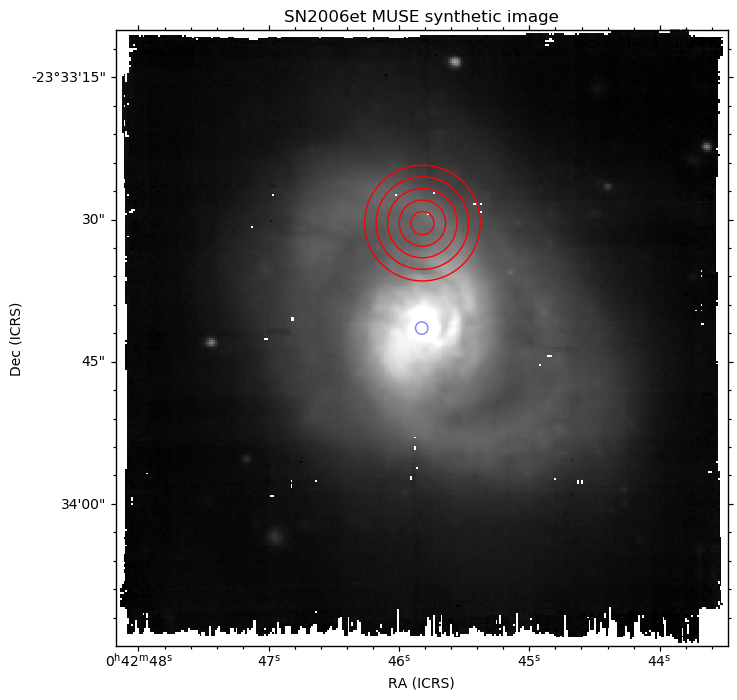 SN2006et MUSE synthetic image
-23°33'15"
30"
45"
34'00"
Dec (ICRS)
0ʰ42ᵐ48ˢ
47ˢ
46ˢ
45ˢ
44ˢ
RA (ICRS)